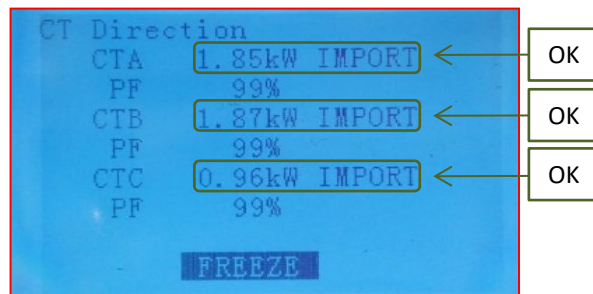 CT Direction
CTA 1.85kW IMPORT OK
PF 99%
CTB 1.87kW IMPORT OK
PF 99%
CTC 0.96kW IMPORT OK
PF 99%
FREEZE